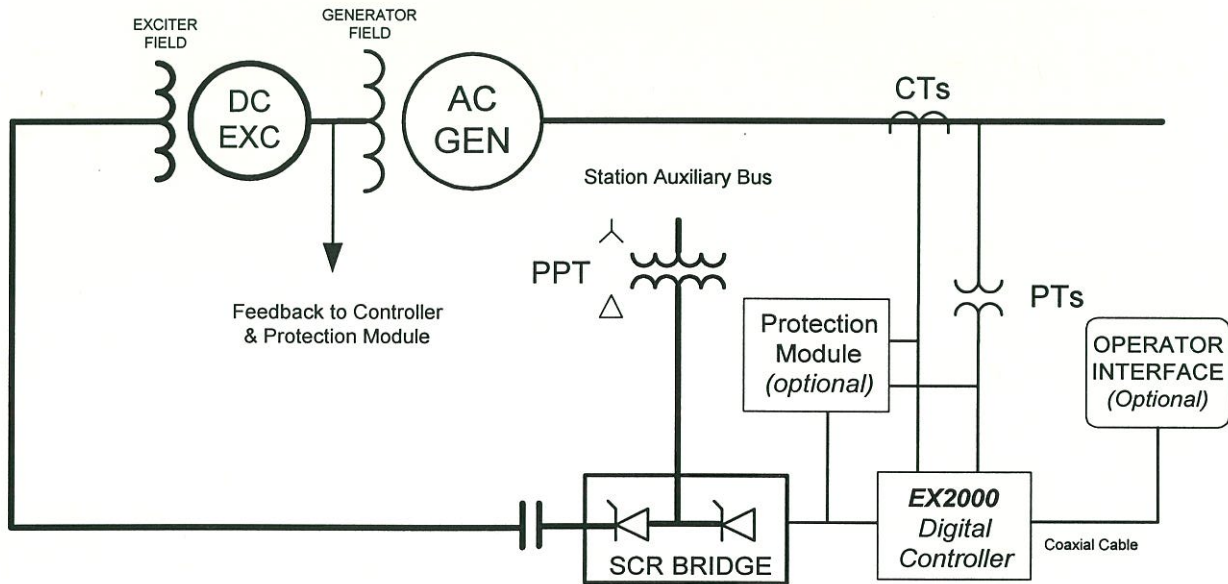 EXCITER
FIELD
GENERATOR
FIELD
DC
EXC
AC
GEN
CTs
Station Auxiliary Bus
PPT
PTs
Feedback to Controller
& Protection Module
Protection
Module
(optional)
OPERATOR
INTERFACE
(Optional)
EX2000
Digital
Controller
Coaxial Cable
SCR BRIDGE